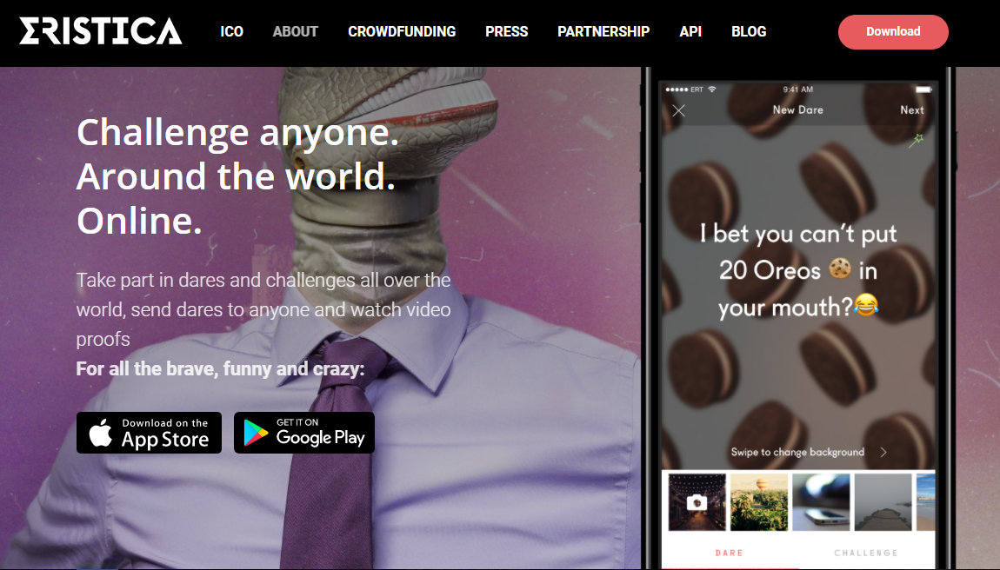 ERISTICA
ICO ABOUT CROWDFUNDING PRESS PARTNERSHIP API BLOG Download
Challenge anyone.
Around the world.
Online.
Take part in dares and challenges all over the
world, send dares to anyone and watch video
proofs
For all the brave, funny and crazy:
Download on the
App Store
GET IT ON
Google Play
ERT 9:41 AM
New Dare Next
I bet you can't put
20 Oreos 🍪 in
your mouth?😂
Swipe to change background
DARE CHALLENGE